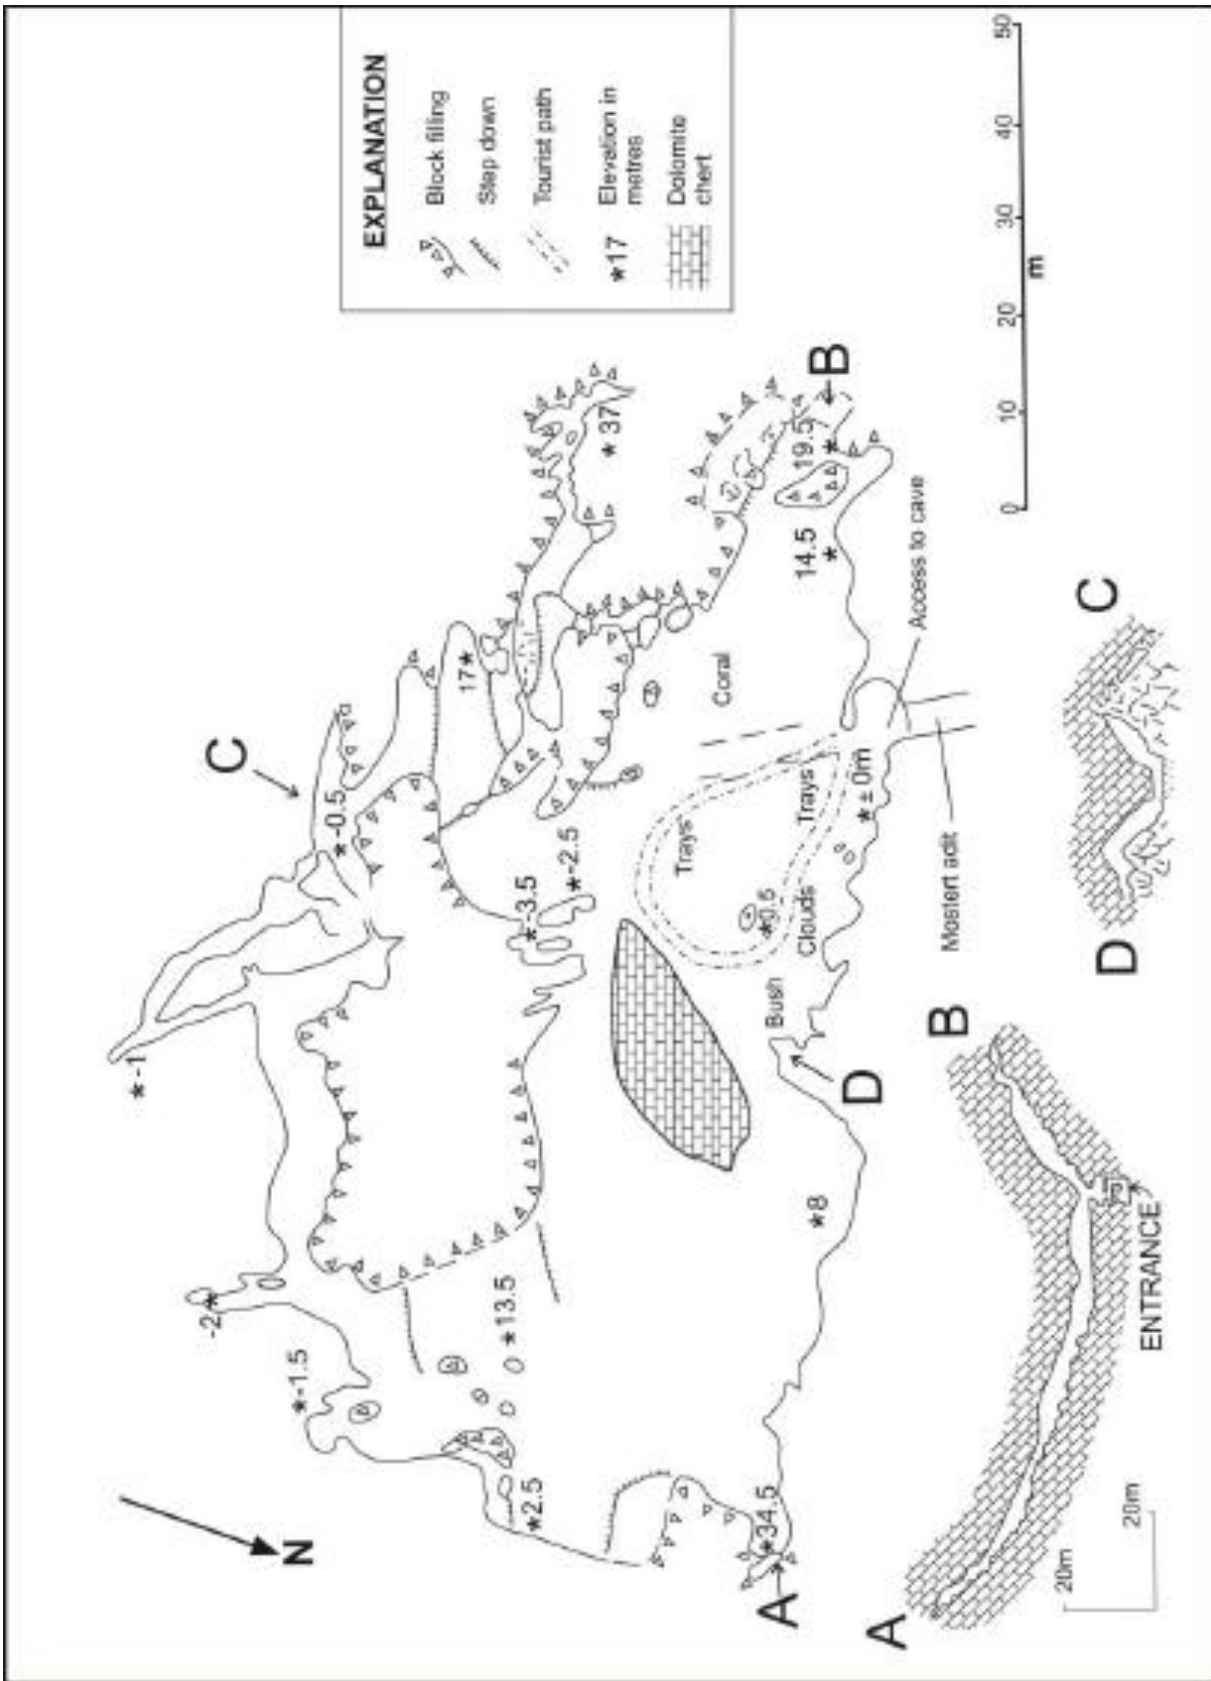 EXPLANATION
Block filling
Step down
Tourist path
*17 Elevation in
metres
Dolomite
chert
C
*-1
*-0.5
17*
*37
-2*
*-1.5
*-3.5
*-2.5
*13.5
*2.5
Coral
Trays
Trays
*0.5
Clouds
Bush
14.5
*
19.5
*
B
*±0m
*8
*34.5
A
D
N
Access to cave
Mostert adit
0 10 20 30 40 50
m
A
B
ENTRANCE
20m
20m
D
C